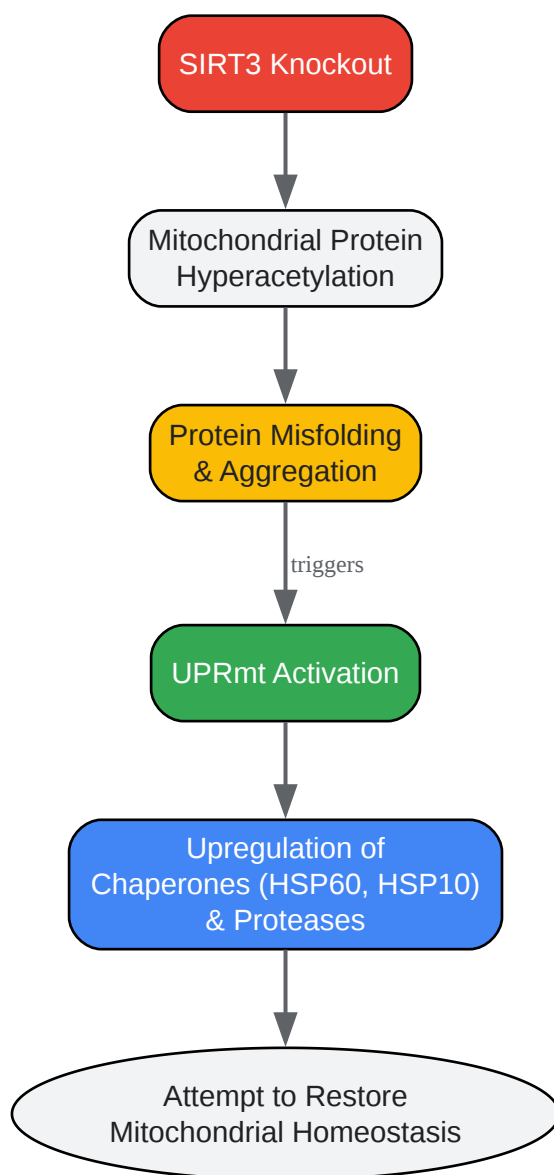 SIRT3 Knockout
Mitochondrial Protein
Hyperacetylation
Protein Misfolding
& Aggregation
triggers
UPRmt Activation
Upregulation of
Chaperones (HSP60, HSP10)
& Proteases
Attempt to Restore
Mitochondrial Homeostasis